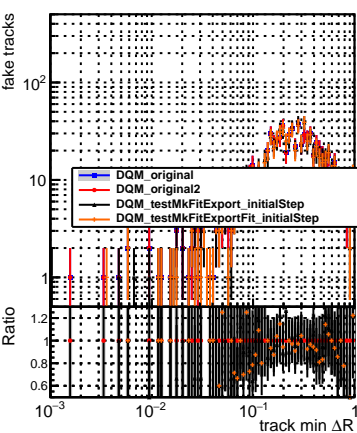 fake tracks
10²
DQM_original
DQM_original2
DQM_testMkFitExport_initialStep
DQM_testMkFitExportFit_initialStep
10
1
Ratio
1.2
1
0.8
0.6
10⁻³ 10⁻² 10⁻¹ 1
track min ΔR